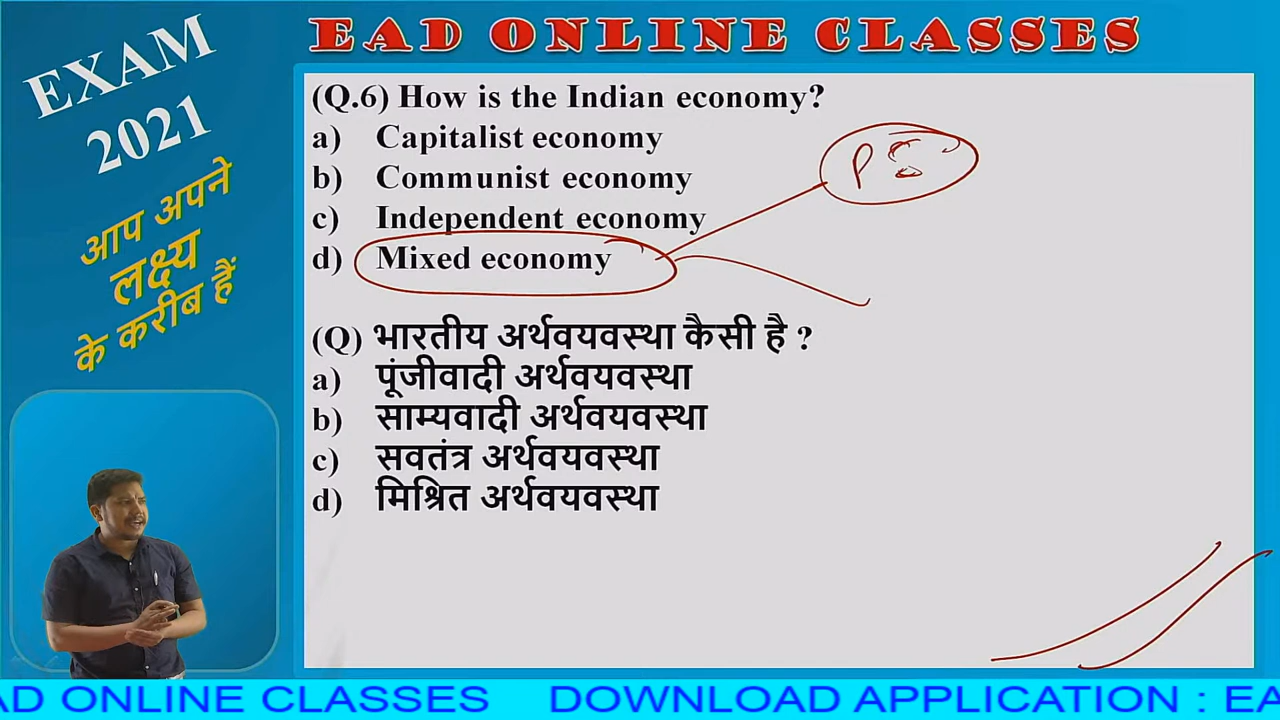 EXAM
2021
आप अपने
लक्ष्य
के करीब हैं
EAD ONLINE CLASSES
(Q.6) How is the Indian economy?
a) Capitalist economy
b) Communist economy
c) Independent economy
d) Mixed economy
(Q) भारतीय अर्थवयवस्था कैसी है ?
a) पूंजीवादी अर्थवयवस्था
b) साम्यवादी अर्थवयवस्था
c) सवतंत्र अर्थवयवस्था
d) मिश्रित अर्थवयवस्था
AD ONLINE CLASSES DOWNLOAD APPLICATION : EA